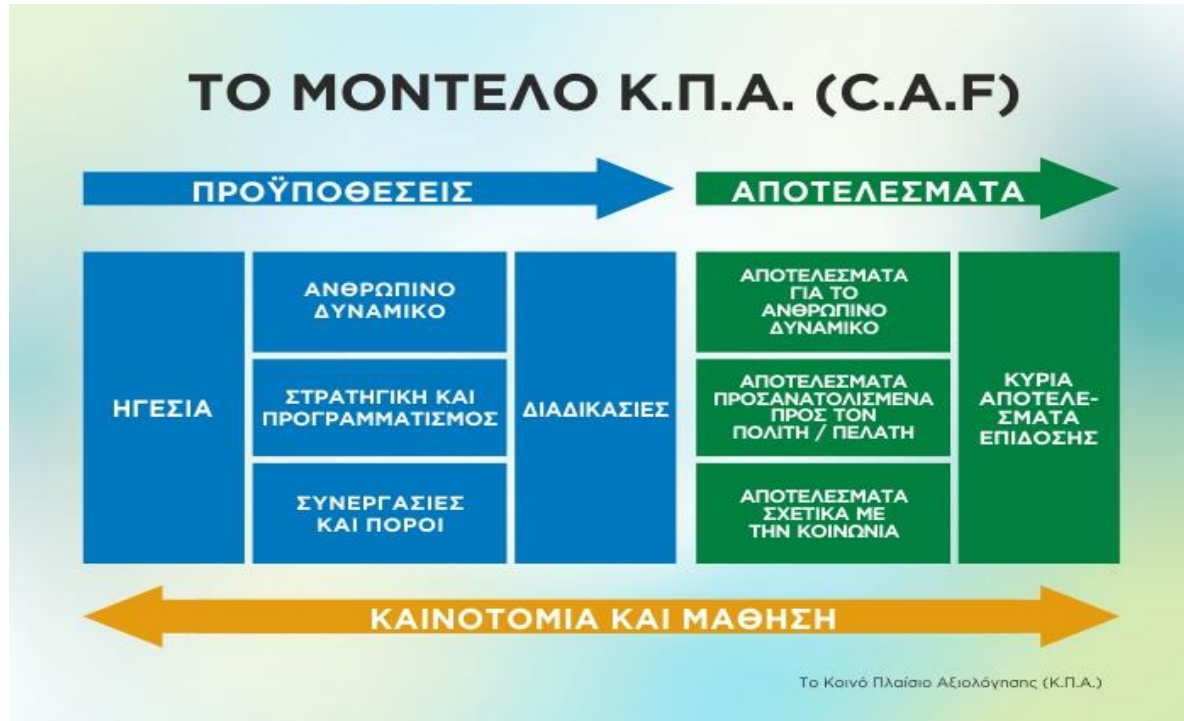 ΤΟ ΜΟΝΤΕΛΟ Κ.Π.Α. (C.A.F)
ΠΡΟΫΠΟΘΕΣΕΙΣ
ΑΠΟΤΕΛΕΣΜΑΤΑ
ΗΓΕΣΙΑ
ΑΝΘΡΩΠΙΝΟ
ΔΥΝΑΜΙΚΟ
ΣΤΡΑΤΗΓΙΚΗ ΚΑΙ
ΠΡΟΓΡΑΜΜΑΤΙΣΜΟΣ
ΣΥΝΕΡΓΑΣΙΕΣ
ΚΑΙ ΠΟΡΟΙ
ΔΙΑΔΙΚΑΣΙΕΣ
ΑΠΟΤΕΛΕΣΜΑΤΑ
ΓΙΑ ΤΟ
ΑΝΘΡΩΠΙΝΟ
ΔΥΝΑΜΙΚΟ
ΑΠΟΤΕΛΕΣΜΑΤΑ
ΠΡΟΣΑΝΑΤΟΛΙΣΜΕΝΑ
ΠΡΟΣ ΤΟΝ
ΠΟΛΙΤΗ / ΠΕΛΑΤΗ
ΑΠΟΤΕΛΕΣΜΑΤΑ
ΣΧΕΤΙΚΑ ΜΕ
ΤΗΝ ΚΟΙΝΩΝΙΑ
ΚΥΡΙΑ
ΑΠΟΤΕΛΕ-
ΣΜΑΤΑ
ΕΠΙΔΟΣΗΣ
ΚΑΙΝΟΤΟΜΙΑ ΚΑΙ ΜΑΘΗΣΗ
Το Κοινό Πλαίσιο Αξιολόγησης (Κ.Π.Α.)